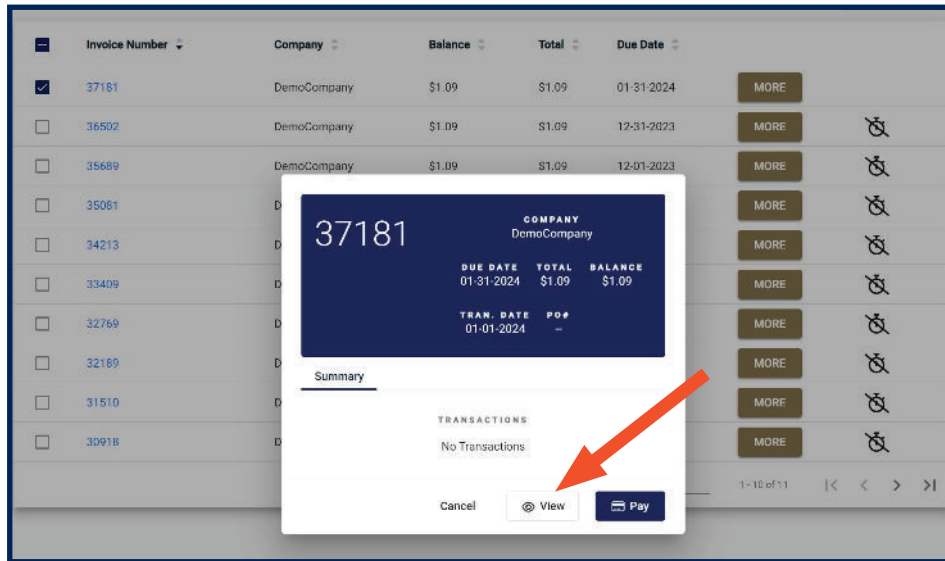 Invoice Number Company Balance Total Due Date
37181 DemoCompany $1.09 $1.09 01-31-2024 MORE
36502 DemoCompany $1.09 $1.09 12-31-2023 MORE
35689 DemoCompany $1.09 $1.09 12-01-2023 MORE
35081 D MORE
34213 D MORE
33409 D MORE
32769 D MORE
32189 D MORE
31510 D MORE
30918 D MORE
1-10 of 11
37181
COMPANY
DemoCompany
DUE DATE TOTAL BALANCE
01-31-2024 $1.09 $1.09
TRAN. DATE PO#
01-01-2024 –
Summary
TRANSACTIONS
No Transactions
Cancel View Pay